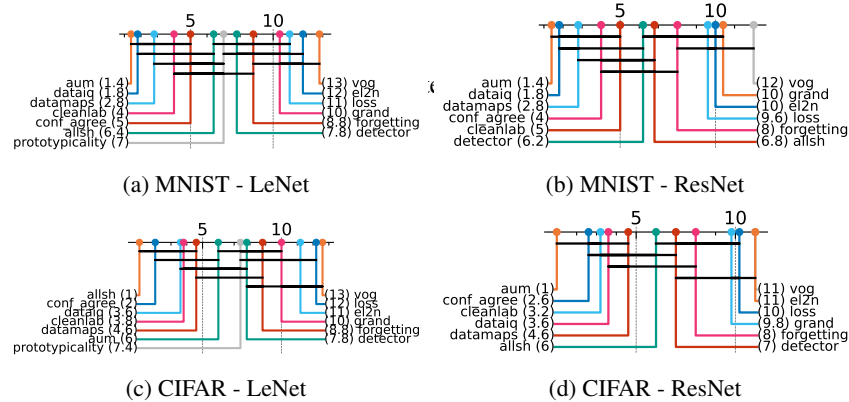 5 10
aum (1.4) (13) vog
dataiq (1.8) (12) el2n
datamaps (2.8) (11) loss
cleanlab (4) (10) grand
conf_agree (5) (8.8) forgetting
allsh (6.4) (7.8) detector
prototypicality (7)
(a) MNIST - LeNet
5 10
aum (1.4) (12) vog
dataiq (1.8) (10) grand
datamaps (2.8) (10) el2n
conf_agree (4) (9.6) loss
cleanlab (5) (8) forgetting
detector (6.2) (6.8) allsh
(b) MNIST - ResNet
5 10
allsh (1) (13) vog
conf_agree (2) (12) loss
dataiq (3.6) (11) el2n
cleanlab (3.8) (10) grand
datamaps (4.6) (8.8) forgetting
aum (6) (7.8) detector
prototypicality (7.4)
(c) CIFAR - LeNet
5 10
aum (1) (11) vog
conf_agree (2.6) (11) el2n
cleanlab (3.2) (10) loss
dataiq (3.6) (9.8) grand
datamaps (4.6) (8) forgetting
allsh (6) (7) detector
(d) CIFAR - ResNet